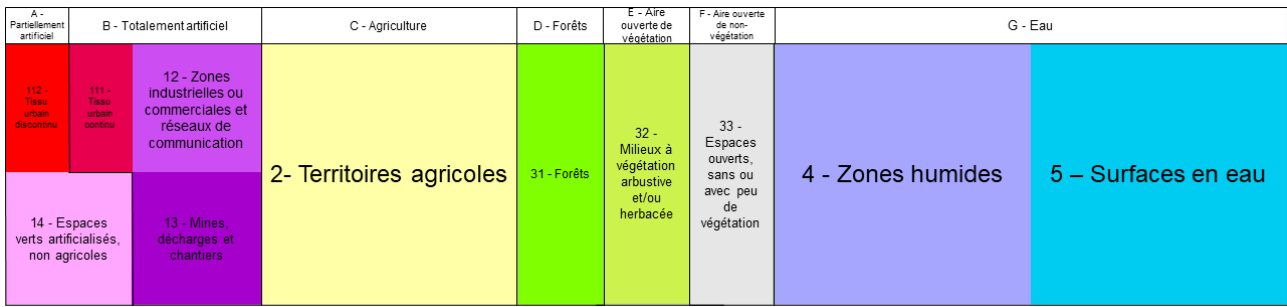 A -
Partiellement
artificiel
B - Totalement artificiel
C - Agriculture
D - Forêts
E - Aire
ouverte de
végétation
F - Aire ouverte
de non-
végétation
G - Eau
112 -
Tissu
urbain
discontinu
111 -
Tissu
urbain
continu
12 - Zones
industrielles ou
commerciales et
réseaux de
communication
14 - Espaces
verts artificialisés,
non agricoles
13 - Mines,
décharges et
chantiers
2- Territoires agricoles
31 - Forêts
32 -
Milieux à
végétation
arbustive
et/ou
herbacée
33 -
Espaces
ouverts,
sans ou
avec peu
de
végétation
4 - Zones humides
5 – Surfaces en eau